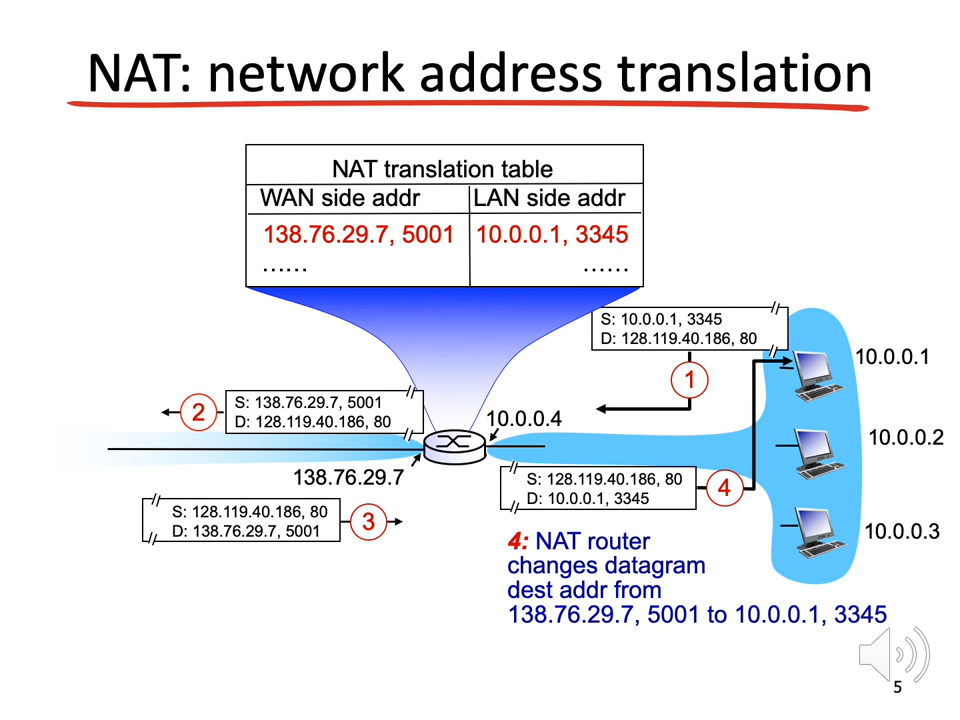 NAT: network address translation
NAT translation table
WAN side addr LAN side addr
138.76.29.7, 5001 10.0.0.1, 3345
...... ......
S: 10.0.0.1, 3345
D: 128.119.40.186, 80
1
10.0.0.1
2
S: 138.76.29.7, 5001
D: 128.119.40.186, 80
10.0.0.4
10.0.0.2
138.76.29.7
S: 128.119.40.186, 80
D: 10.0.0.1, 3345
4
S: 128.119.40.186, 80
D: 138.76.29.7, 5001
3
10.0.0.3
4: NAT router
changes datagram
dest addr from
138.76.29.7, 5001 to 10.0.0.1, 3345
5